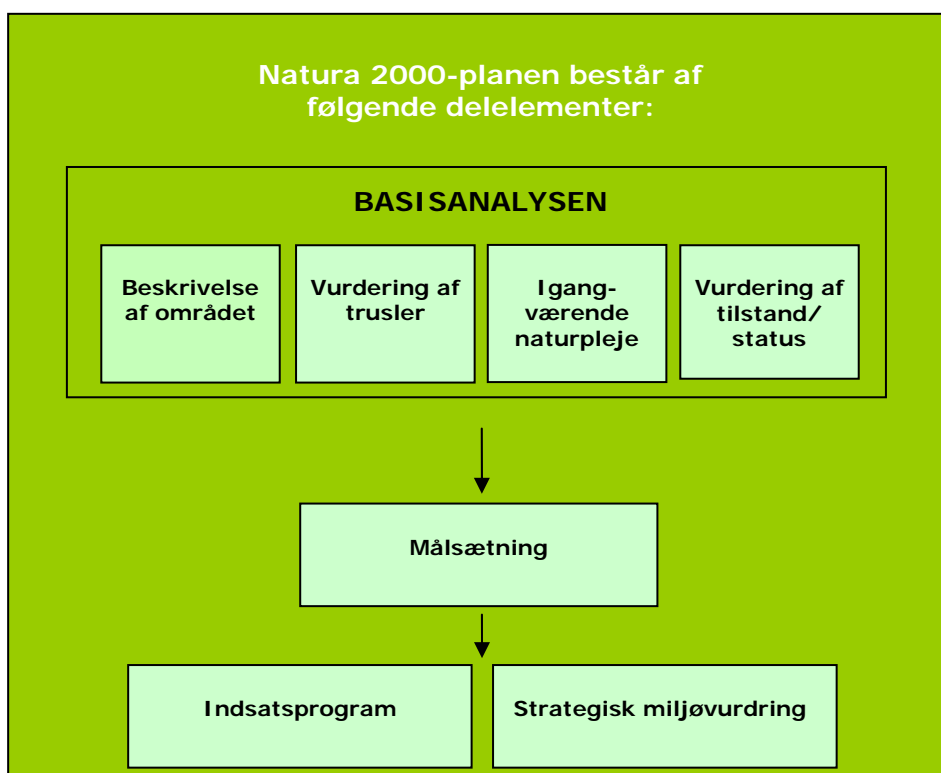 Natura 2000-planen består af
følgende delelementer:
BASISANALYSEN
Beskrivelse
af området
Vurdering af
trusler
Igang-
værende
naturpleje
Vurdering af
tilstand/
status
Målsætning
Indsatsprogram
Strategisk miljøvurdring